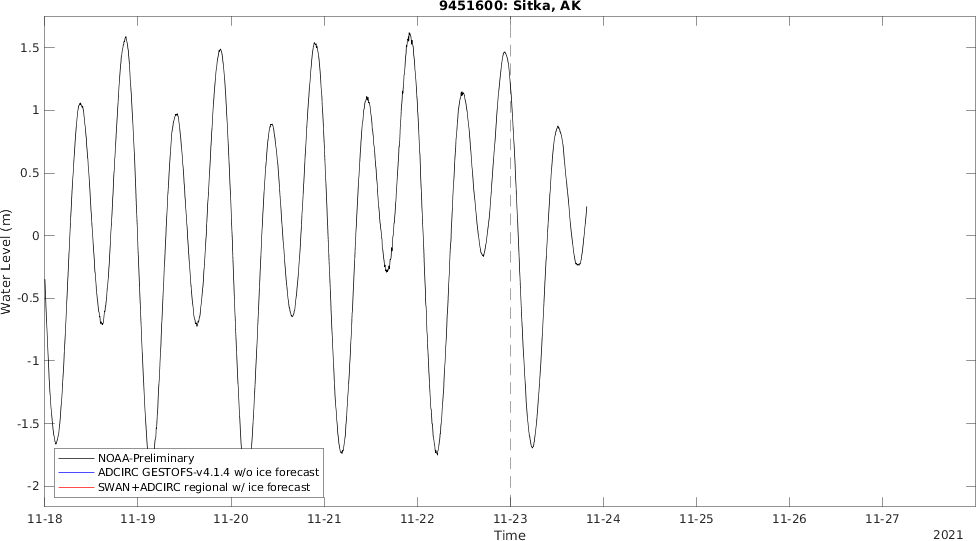 9451600: Sitka, AK
1.5
1
0.5
0
-0.5
-1
-1.5
-2
Water Level (m)
NOAA-Preliminary
ADCIRC GESTOFS-v4.1.4 w/o ice forecast
SWAN+ADCIRC regional w/ ice forecast
11-18 11-19 11-20 11-21 11-22 11-23 11-24 11-25 11-26 11-27
Time
2021